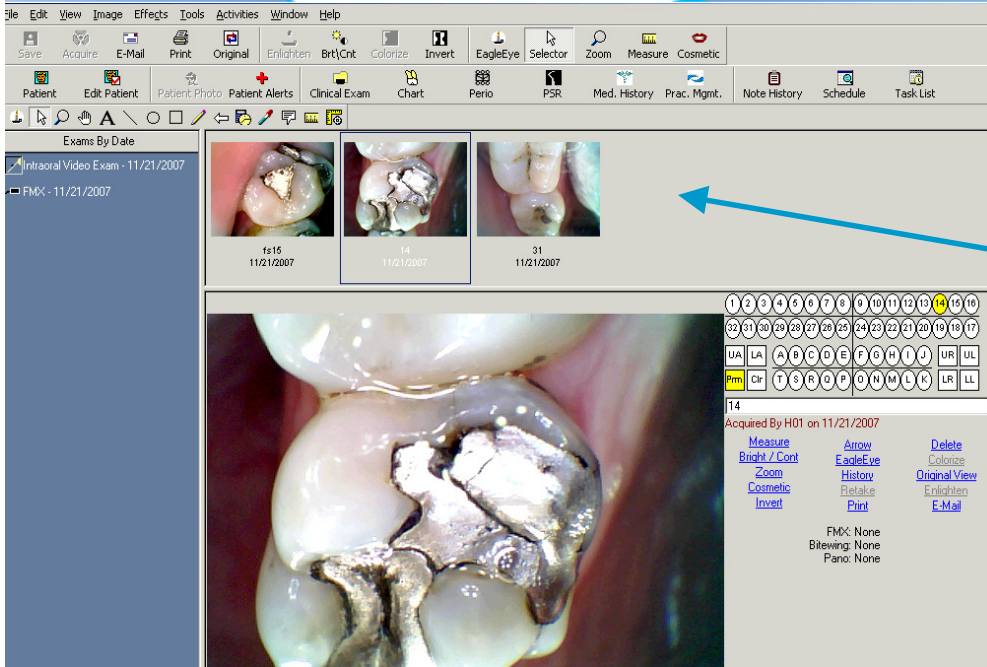 File Edit View Image Effects Tools Activities Window Help
Save Acquire E-Mail Print Original Enlighten Brt\Cnt Colorize Invert EagleEye Selector Zoom Measure Cosmetic
Patient Edit Patient Patient Photo Patient Alerts Clinical Exam Chart Perio PSR Med. History Prac. Mgmt. Note History Schedule Task List
A
Exams By Date
Intraoral Video Exam - 11/21/2007
FMX - 11/21/2007
fs15 14 31
11/21/2007 11/21/2007 11/21/2007
1 2 3 4 5 6 7 8 9 10 11 12 13 14 15 16
32 31 30 29 28 27 26 25 24 23 22 21 20 19 18 17
UA LA A B C D E F G H I J UR UL
Prm Clr T S R Q P O N M L K LR LL
14
Acquired By H01 on 11/21/2007
Measure Arrow Delete
Bright / Cont EagleEye Colorize
Zoom History Original View
Cosmetic Retake Enlighten
Invert Print E-Mail
FMX: None
Bitewing: None
Pano: None